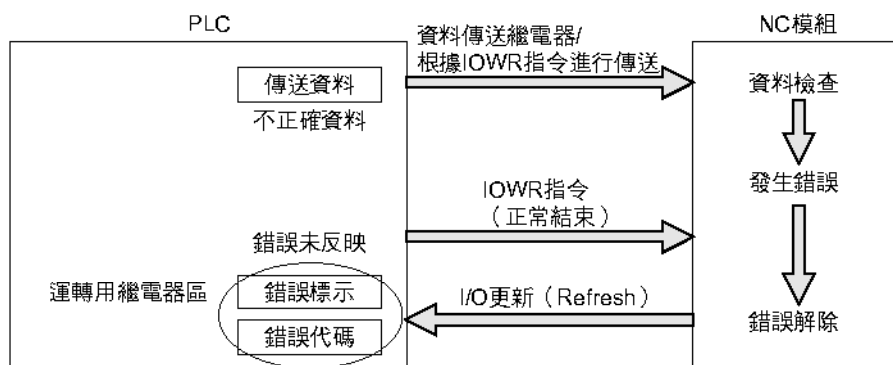 PLC
NC模組
資料傳送繼電器/
根據IOWR指令進行傳送
傳送資料
不正確資料
資料檢查
發生錯誤
IOWR指令
（正常結束）
錯誤未反映
運轉用繼電器區
錯誤標示
錯誤代碼
I/O更新（Refresh）
錯誤解除